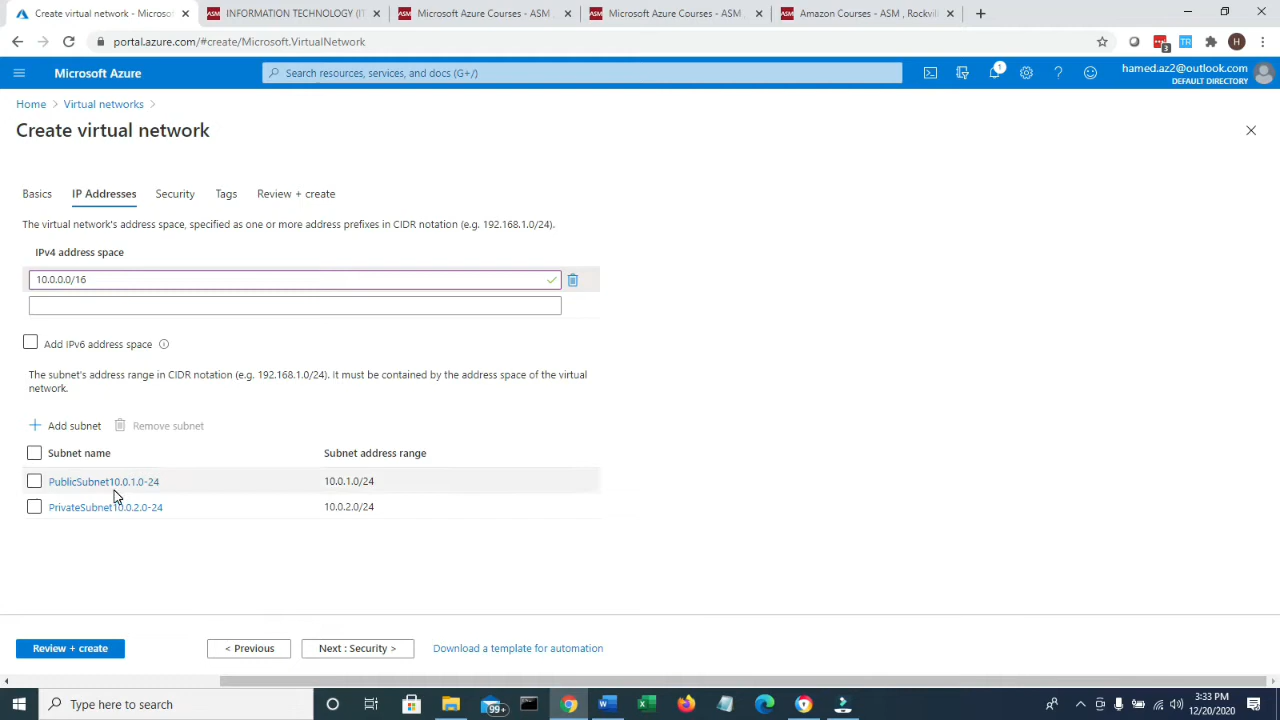 Create virtual network - Microso
INFORMATION TECHNOLOGY (IT
Microsoft Azure Courses - ASM ,
Microsoft Azure Courses - ASM ,
Amazon Courses - ASM , Rockvil
portal.azure.com/#create/Microsoft.VirtualNetwork
Microsoft Azure
Search resources, services, and docs (G+/)
1
hamed.az2@outlook.com
DEFAULT DIRECTORY
Home > Virtual networks >
Create virtual network
Basics IP Addresses Security Tags Review + create
The virtual network's address space, specified as one or more address prefixes in CIDR notation (e.g. 192.168.1.0/24).
IPv4 address space
10.0.0.0/16
Add IPv6 address space
The subnet's address range in CIDR notation (e.g. 192.168.1.0/24). It must be contained by the address space of the virtual
network.
+ Add subnet Remove subnet
Subnet name Subnet address range
PublicSubnet10.0.1.0-24 10.0.1.0/24
PrivateSubnet10.0.2.0-24 10.0.2.0/24
Review + create < Previous Next : Security > Download a template for automation
Type here to search
99+
3:33 PM
12/20/2020